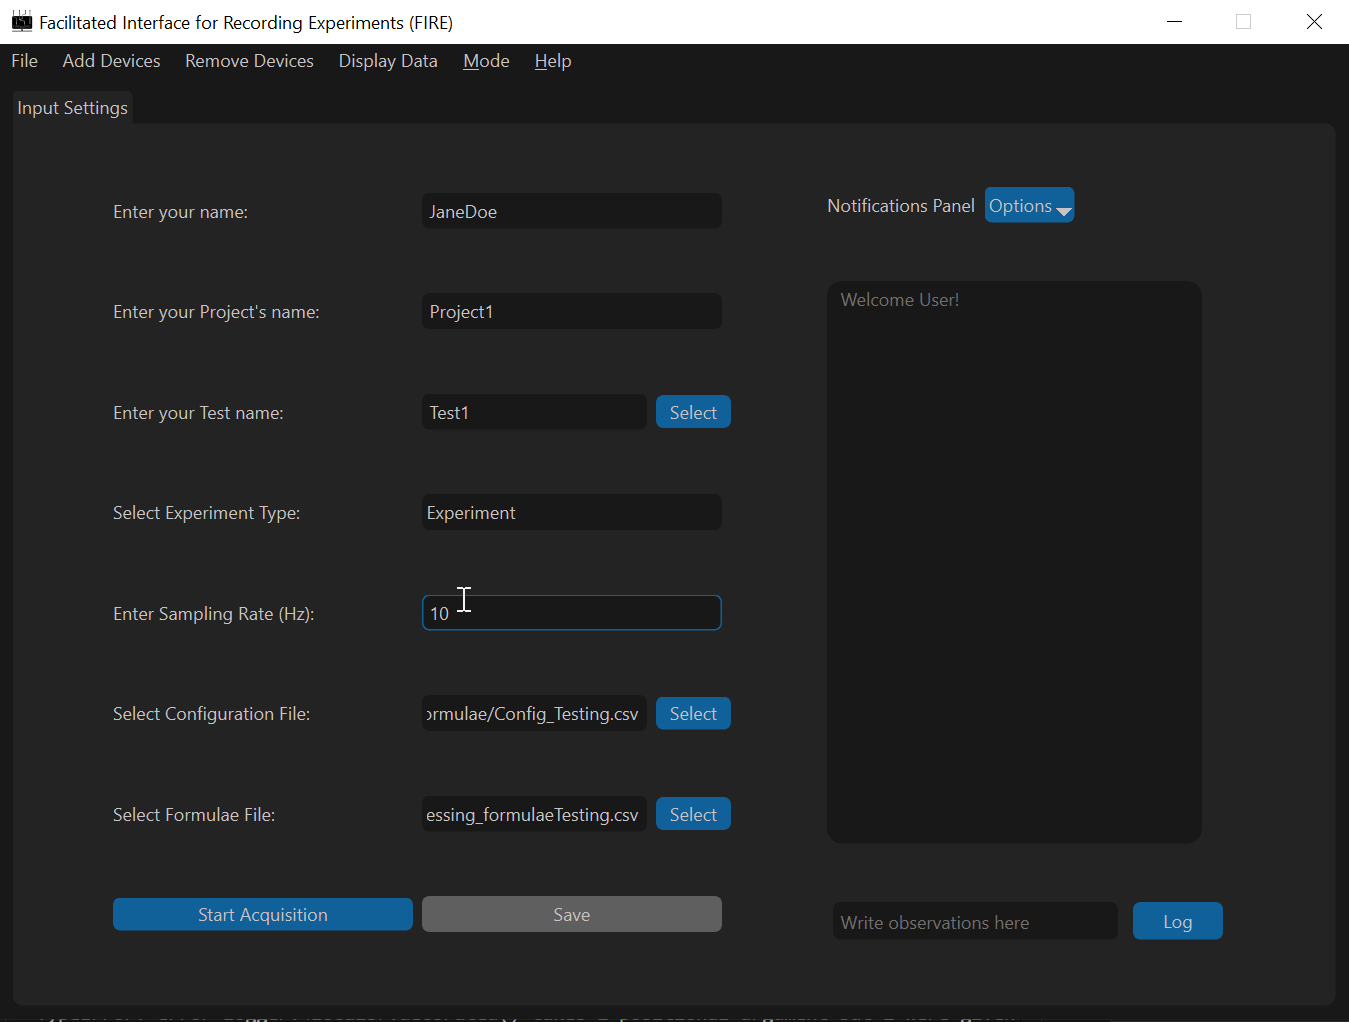 Facilitated Interface for Recording Experiments (FIRE)
File Add Devices Remove Devices Display Data Mode Help
Input Settings
Enter your name: JaneDoe
Notifications Panel Options
Enter your Project's name: Project1
Welcome User!
Enter your Test name: Test1 Select
Select Experiment Type: Experiment
Enter Sampling Rate (Hz): 10
Select Configuration File: ormulae/Config_Testing.csv Select
Select Formulae File: essing_formulaeTesting.csv Select
Start Acquisition Save
Write observations here Log